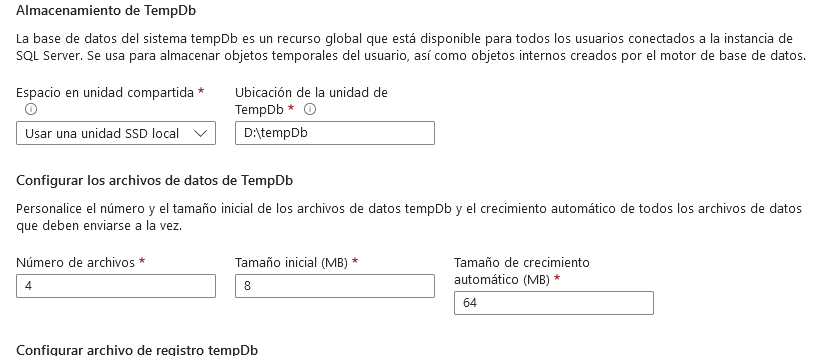 Almacenamiento de TempDb
La base de datos del sistema tempDb es un recurso global que está disponible para todos los usuarios conectados a la instancia de
SQL Server. Se usa para almacenar objetos temporales del usuario, así como objetos internos creados por el motor de base de datos.
Espacio en unidad compartida *
Usar una unidad SSD local
Ubicación de la unidad de
TempDb *
D:\tempDb
Configurar los archivos de datos de TempDb
Personalice el número y el tamaño inicial de los archivos de datos tempDb y el crecimiento automático de todos los archivos de datos
que deben enviarse a la vez.
Número de archivos *
4
Tamaño inicial (MB) *
8
Tamaño de crecimiento
automático (MB) *
64
Configurar archivo de registro tempDb